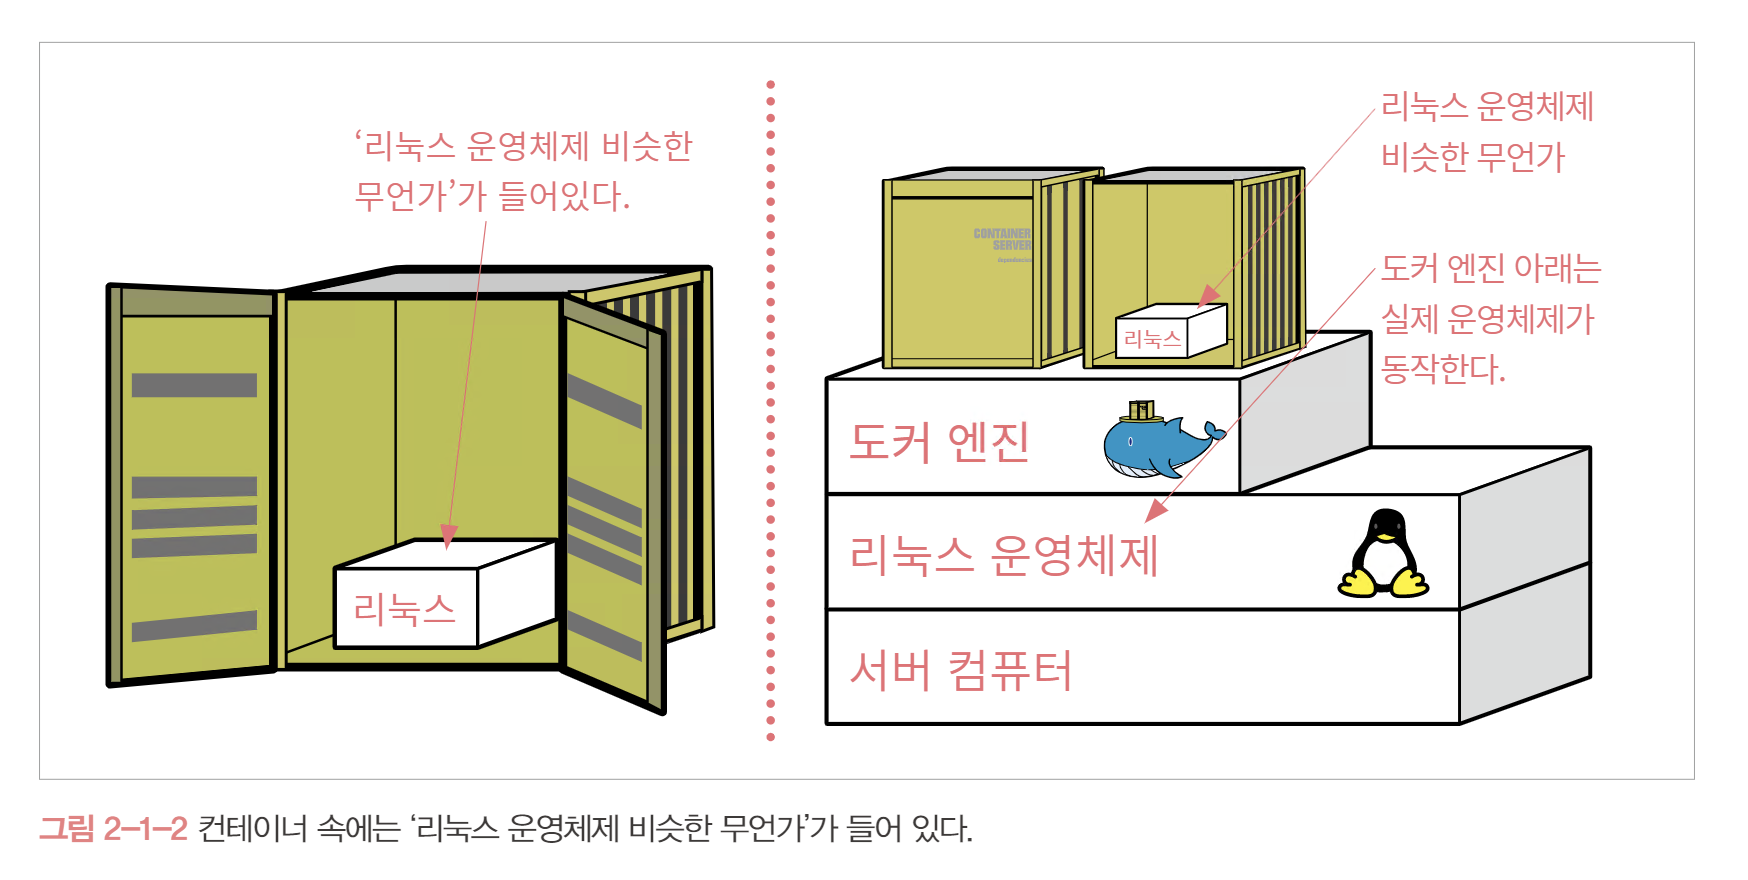 ‘리눅스 운영체제 비슷한
무언가’가 들어있다.
리눅스
리눅스 운영체제
비슷한 무언가
도커 엔진 아래는
실제 운영체제가
동작한다.
CONTAINER
SERVER
리눅스
도커 엔진
리눅스 운영체제
서버 컴퓨터
그림 2-1-2 컨테이너 속에는 ‘리눅스 운영체제 비슷한 무언가’가 들어 있다.